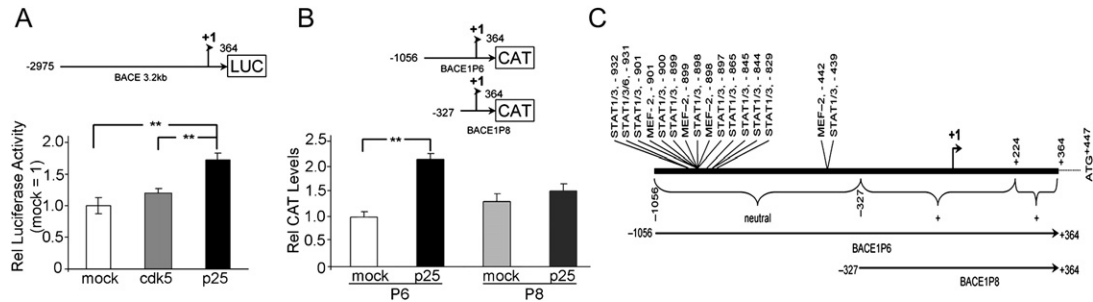 A
+1
364
-2975
LUC
BACE 3.2kb
Rel Luciferase Activity
(mock = 1)
2.0
1.5
1.0
0.5
0
**
**
mock
cdk5
p25
B
+1
364
-1056
CAT
BACE1P6
+1
364
-327
CAT
BACE1P8
Rel CAT Levels
2.5
2.0
1.5
1.0
0.5
0
**
mock
p25
mock
p25
P6
P8
C
STAT1/3, - 932
STAT1/3/6, - 931
STAT1/3, - 901
MEF- 2, - 901
STAT1/3, - 900
STAT1/3, - 899
MEF–2, - 899
STAT1/3, - 898
MEF–2, - 898
STAT1/3, - 897
STAT1/3, - 865
STAT1/3, - 845
STAT1/3, - 844
STAT1/3, - 829
MEF–2, - 442
STAT1/3, - 439
+1
+224
+364
ATG+447
–1056
–327
neutral
+
+
–1056
+364
BACE1P6
–327
+364
BACE1P8